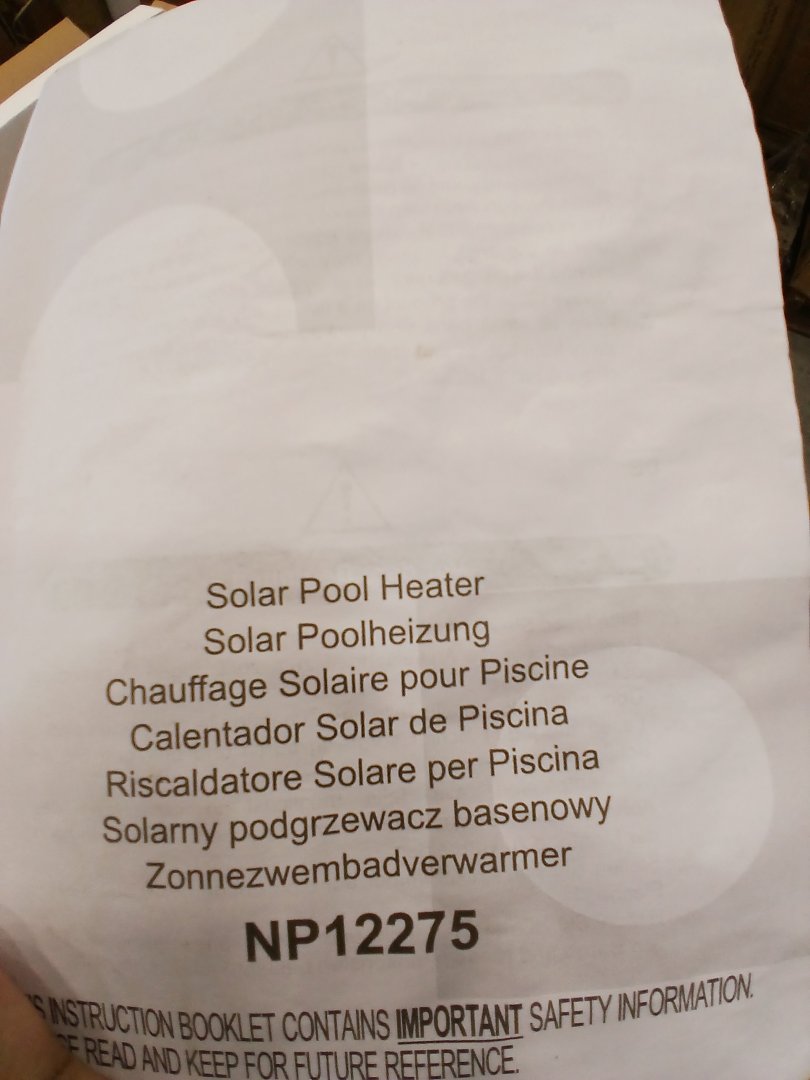 Solar Pool Heater
Solar Poolheizung
Chauffage Solaire pour Piscine
Calentador Solar de Piscina
Riscaldatore Solare per Piscina
Solarny podgrzewacz basenowy
Zonnezwembadverwarmer
NP12275
INSTRUCTION BOOKLET CONTAINS IMPORTANT SAFETY INFORMATION.
READ AND KEEP FOR FUTURE REFERENCE.